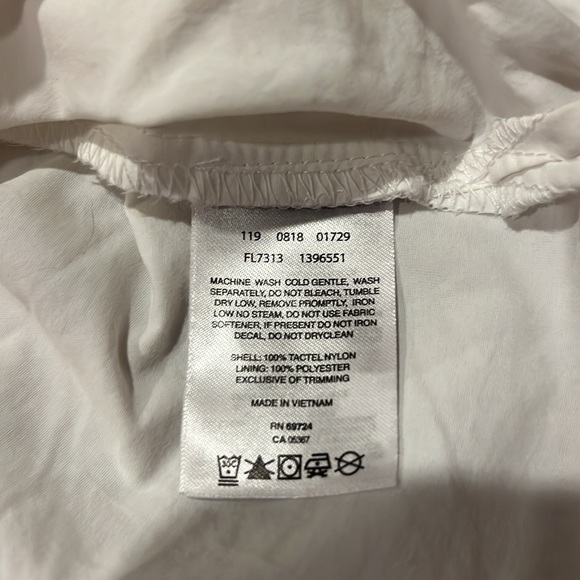 119 0818 01729
FL7313 1396551
MACHINE WASH COLD GENTLE, WASH
SEPARATELY, DO NOT BLEACH, TUMBLE
DRY LOW, REMOVE PROMPTLY, IRON
LOW NO STEAM, DO NOT USE FABRIC
SOFTENER, IF PRESENT DO NOT IRON
DECAL, DO NOT DRYCLEAN
SHELL: 100% TACTEL NYLON
LINING: 100% POLYESTER
EXCLUSIVE OF TRIMMING
MADE IN VIETNAM
RN 69724
CA 05367
30C